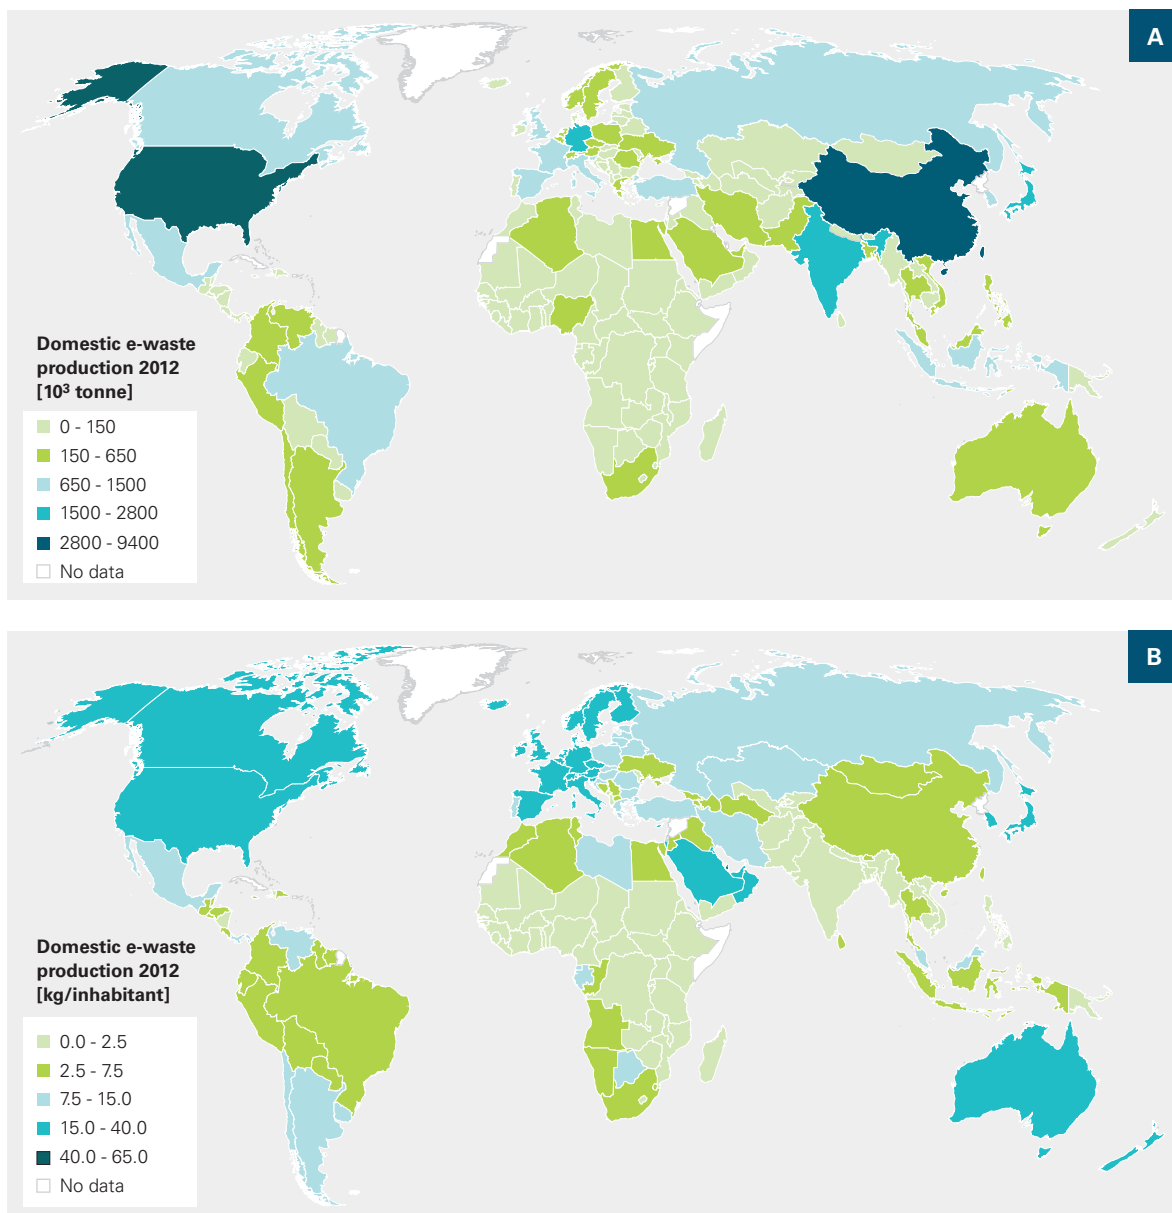 A
Domestic e-waste
production 2012
[10³ tonne]
0 - 150
150 - 650
650 - 1500
1500 - 2800
2800 - 9400
No data
B
Domestic e-waste
production 2012
[kg/inhabitant]
0.0 - 2.5
2.5 - 7.5
7.5 - 15.0
15.0 - 40.0
40.0 - 65.0
No data